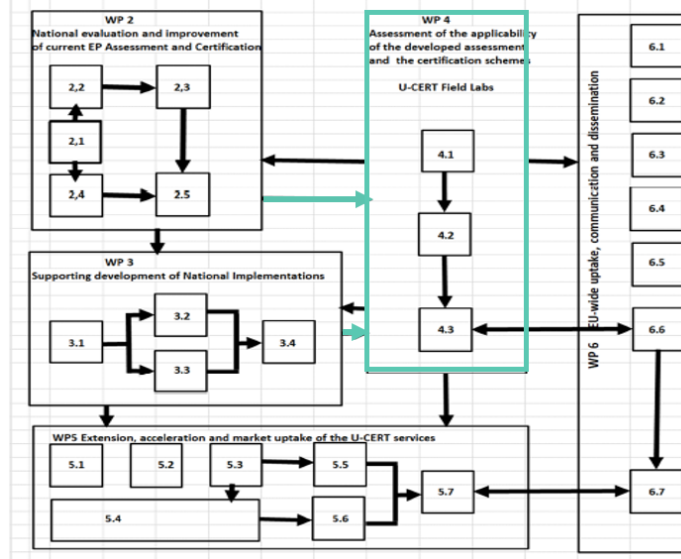 WP 2
National evaluation and improvement
of current EP Assessment and Certification
2,2
2,3
2,1
2,4
2.5
WP 3
Supporting development of National Implementations
3.1
3.2
3.3
3.4
WP 4
Assessment of the applicability
of the developed assessment
and the certification schemes
U-CERT Field Labs
4.1
4.2
4.3
WP5 Extension, acceleration and market uptake of the U-CERT services
5.1
5.2
5.3
5.5
5.4
5.6
5.7
WP 6 EU-wide uptake, communication and dissemination
6.1
6.2
6.3
6.4
6.5
6.6
6.7